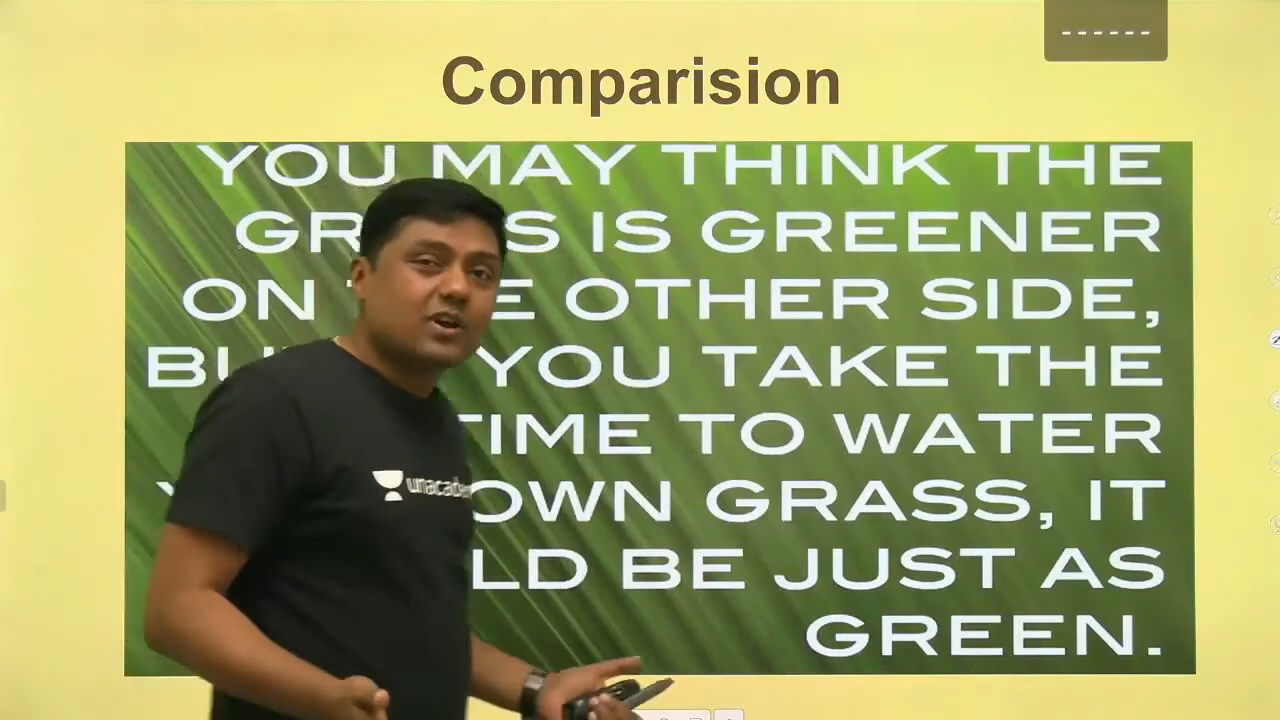 Comparision
YOU MAY THINK THE
IS GREENER
ON OTHER SIDE,
YOU TAKE THE
TIME TO WATER
OWN GRASS, IT
BE JUST AS
GREEN.